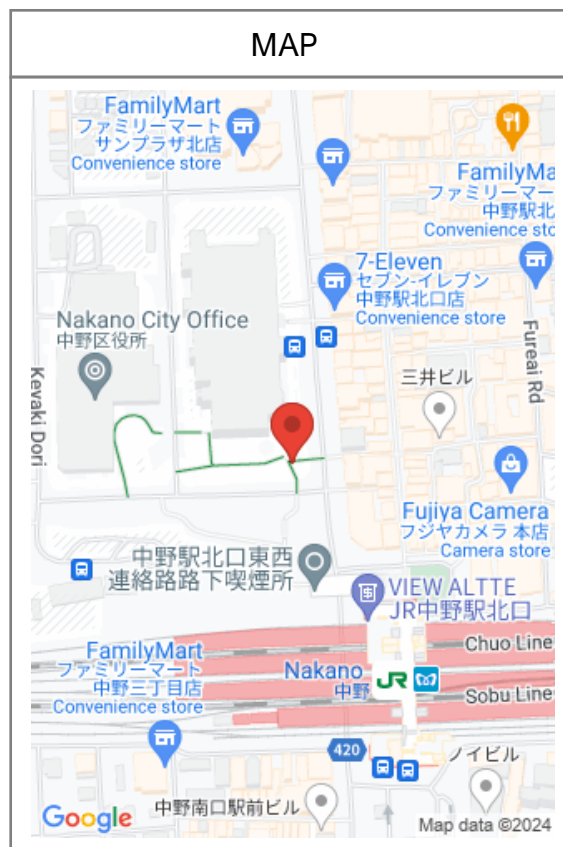 MAP
FamilyMart
ファミリーマート
サンプラザ北店
Convenience store
FamilyMa
ファミリーマー
中野駅北
Convenience sto
7-Eleven
セブン-イレブン
中野駅北口店
Convenience store
Nakano City Office
中野区役所
Fureai Rd
三井ビル
Kevaki Dori
Fujiya Camera
フジヤカメラ 本店
Camera store
中野駅北口東西
連絡路路下喫煙所
VIEW ALTTE
JR中野駅北口
Chuo Line
FamilyMart
ファミリーマート
中野三丁目店
Convenience store
Nakano
中野
JR
Sobu Line
420
ノイビル
中野南口駅前ビル
Google
Map data ©2024